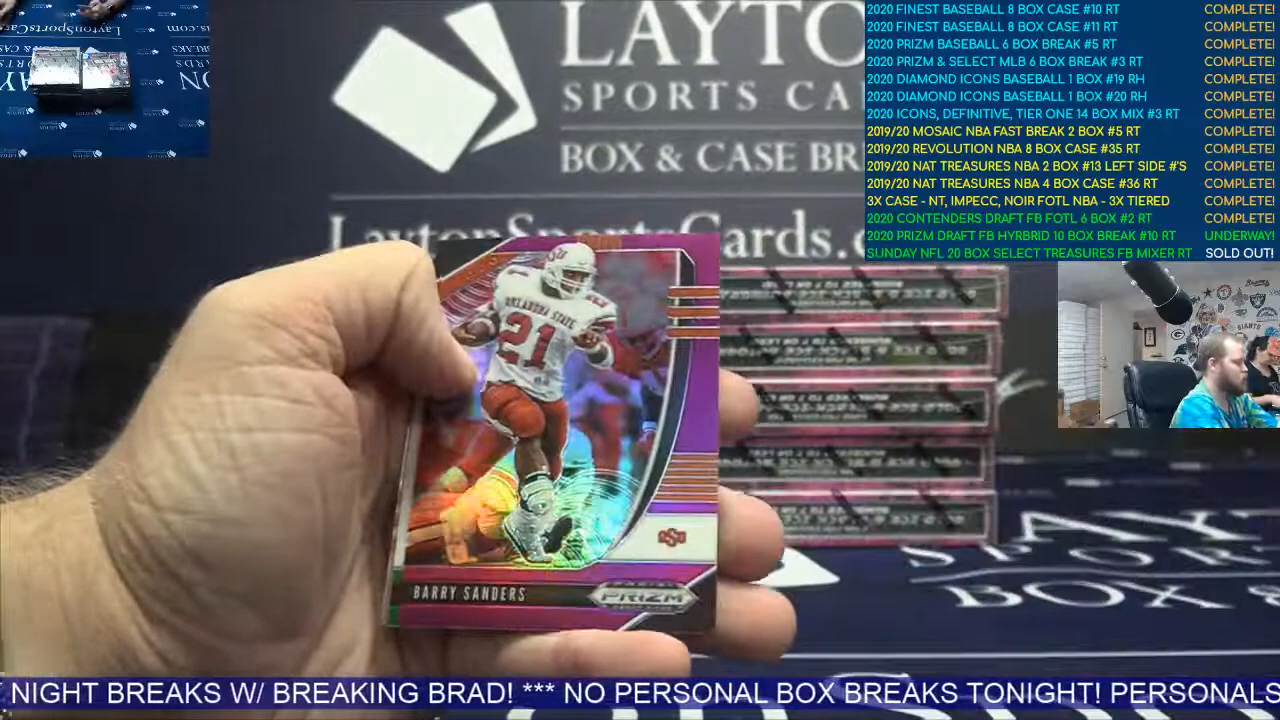 LAYTO
SPORTS CA
BOX & CASE BR
LaytonSportsCards.c
2020 FINEST BASEBALL 8 BOX CASE #10 RT COMPLETE!
2020 FINEST BASEBALL 8 BOX CASE #11 RT COMPLETE!
2020 PRIZM BASEBALL 6 BOX BREAK #5 RT COMPLETE!
2020 PRIZM & SELECT MLB 6 BOX BREAK #3 RT COMPLETE!
2020 DIAMOND ICONS BASEBALL 1 BOX #19 RH COMPLETE!
2020 DIAMOND ICONS BASEBALL 1 BOX #20 RH COMPLETE!
2020 ICONS, DEFINITIVE, TIER ONE 14 BOX MIX #3 RT COMPLETE!
2019/20 MOSAIC NBA FAST BREAK 2 BOX #5 RT COMPLETE!
2019/20 REVOLUTION NBA 8 BOX CASE #35 RT COMPLETE!
2019/20 NAT TREASURES NBA 2 BOX #13 LEFT SIDE #'S COMPLETE!
2019/20 NAT TREASURES NBA 4 BOX CASE #36 RT COMPLETE!
3X CASE - NT, IMPECC, NOIR FOTL NBA - 3X TIERED COMPLETE!
2020 CONTENDERS DRAFT FB FOTL 6 BOX #2 RT COMPLETE!
2020 PRIZM DRAFT FB HYRBRID 10 BOX BREAK #10 RT UNDERWAY!
SUNDAY NFL 20 BOX SELECT TREASURES FB MIXER RT SOLD OUT!
OSU
OKLAHOMA STATE
21
OSU
BARRY SANDERS
PRIZM
GIANTS
LAYT
SPOR
BOX &
NIGHT BREAKS W/ BREAKING BRAD! *** NO PERSONAL BOX BREAKS TONIGHT! PERSONALS